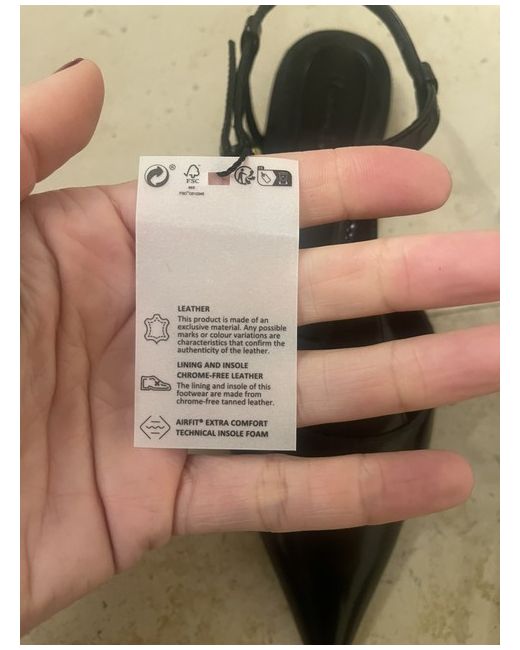 FSC
LEATHER
This product is made of an
exclusive material. Any possible
marks or colour variations are
characteristics that confirm the
authenticity of the leather.
LINING AND INSOLE
CHROME-FREE LEATHER
The lining and insole of this
footwear are made from
chrome-free tanned leather.
AIRFIT® EXTRA COMFORT
TECHNICAL INSOLE FOAM